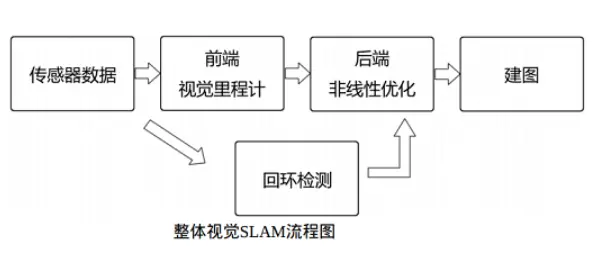 传感器数据
前端
视觉里程计
后端
非线性优化
建图
回环检测
整体视觉SLAM流程图